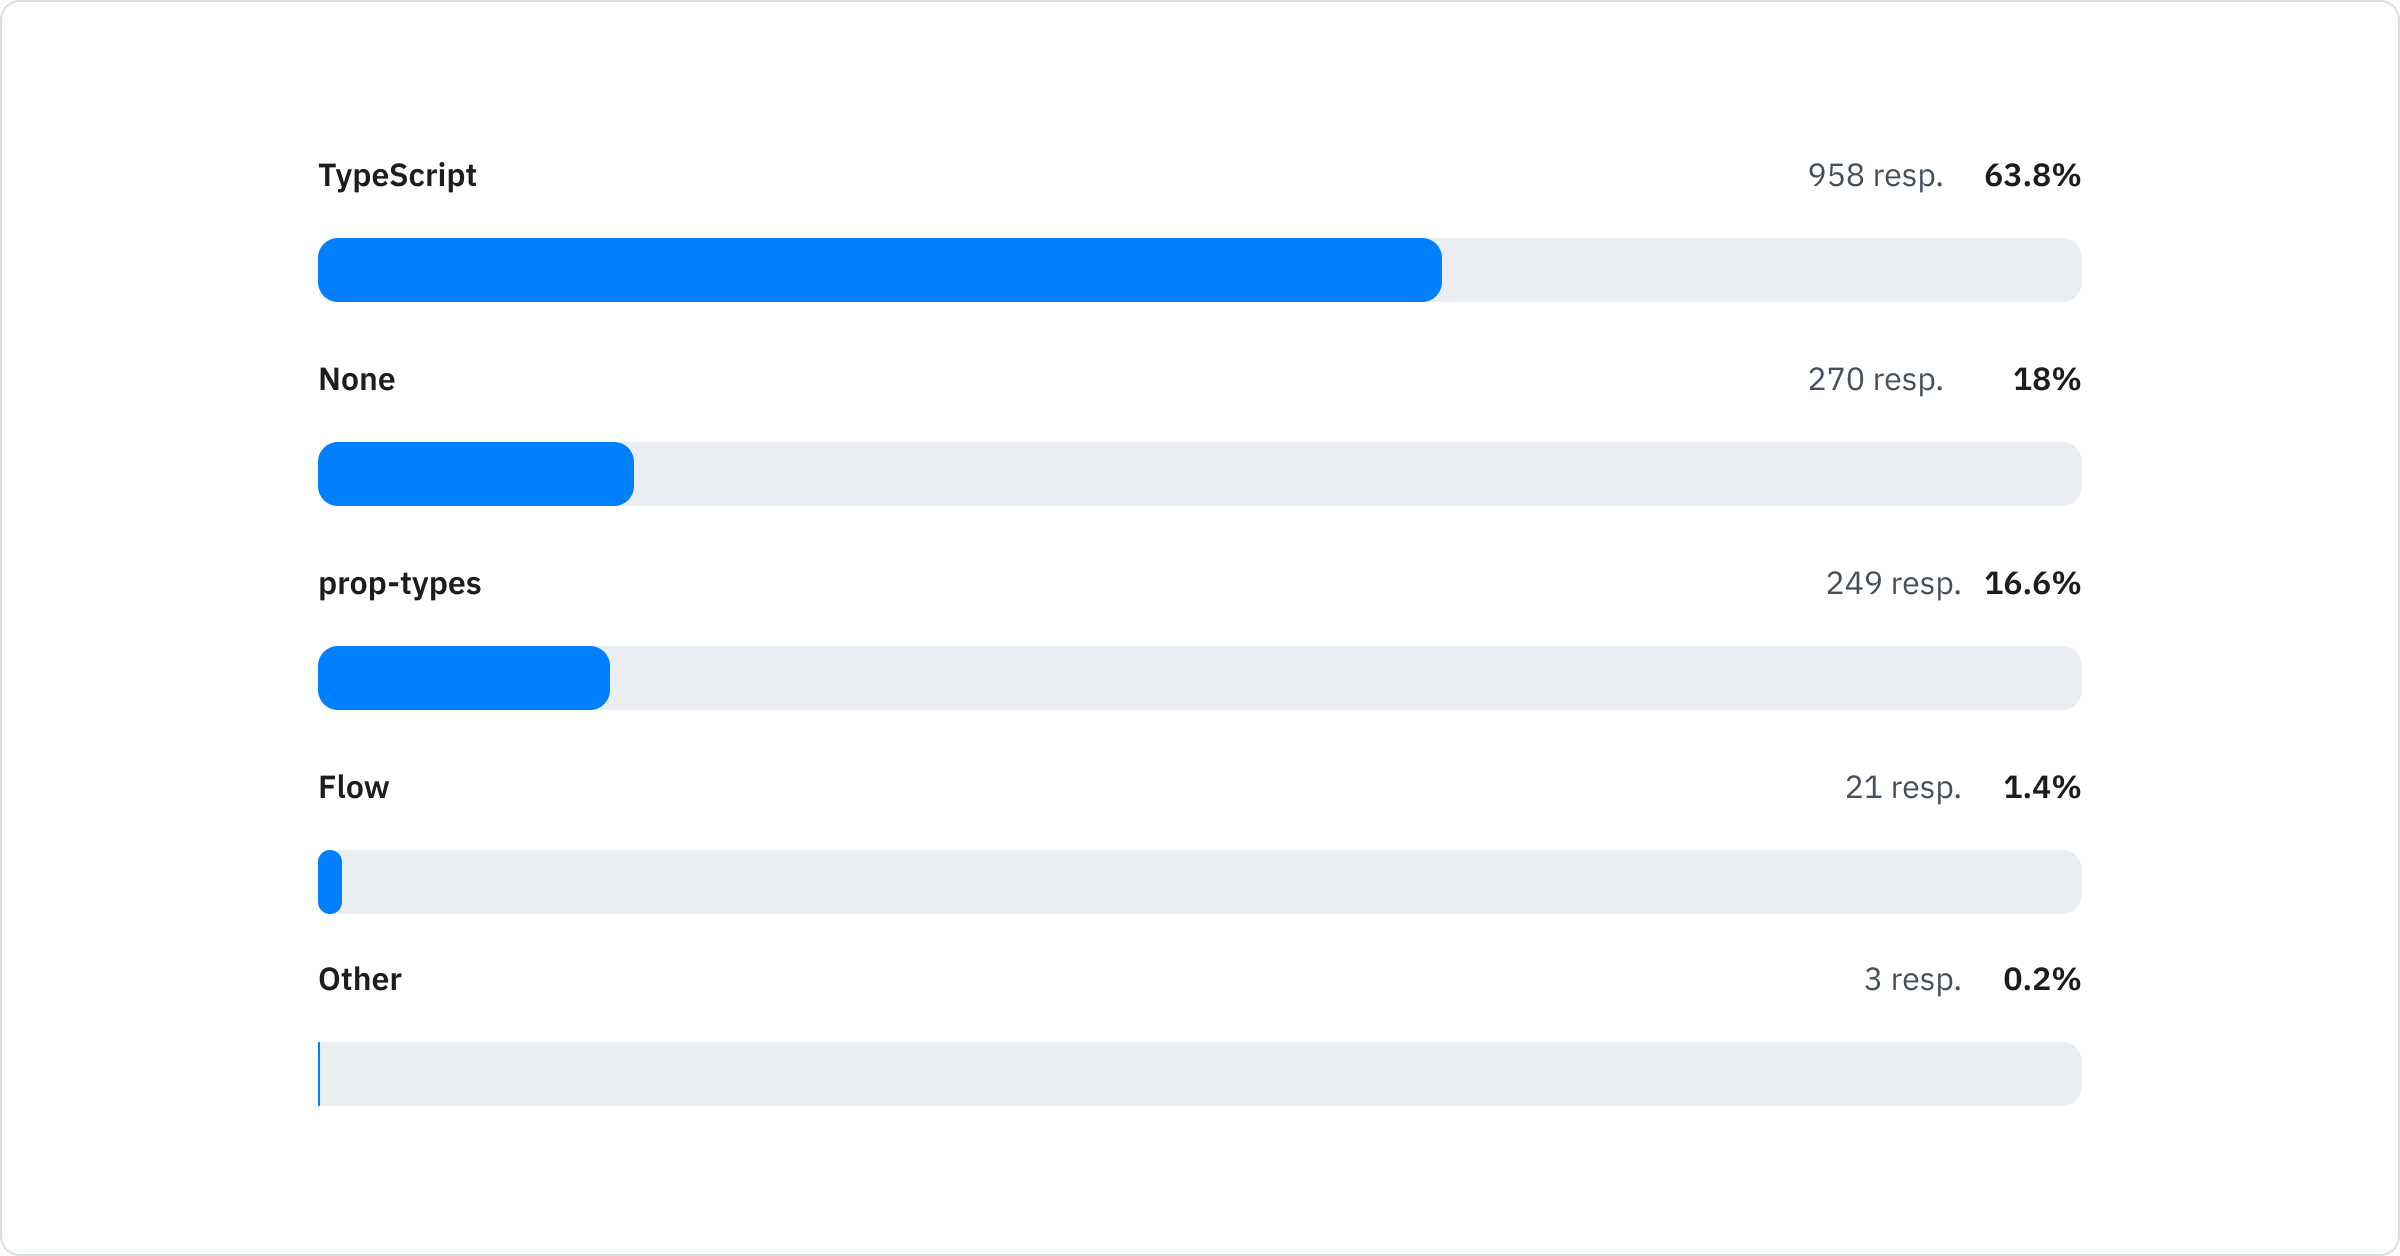 TypeScript 958 resp. 63.8%
None 270 resp. 18%
prop-types 249 resp. 16.6%
Flow 21 resp. 1.4%
Other 3 resp. 0.2%